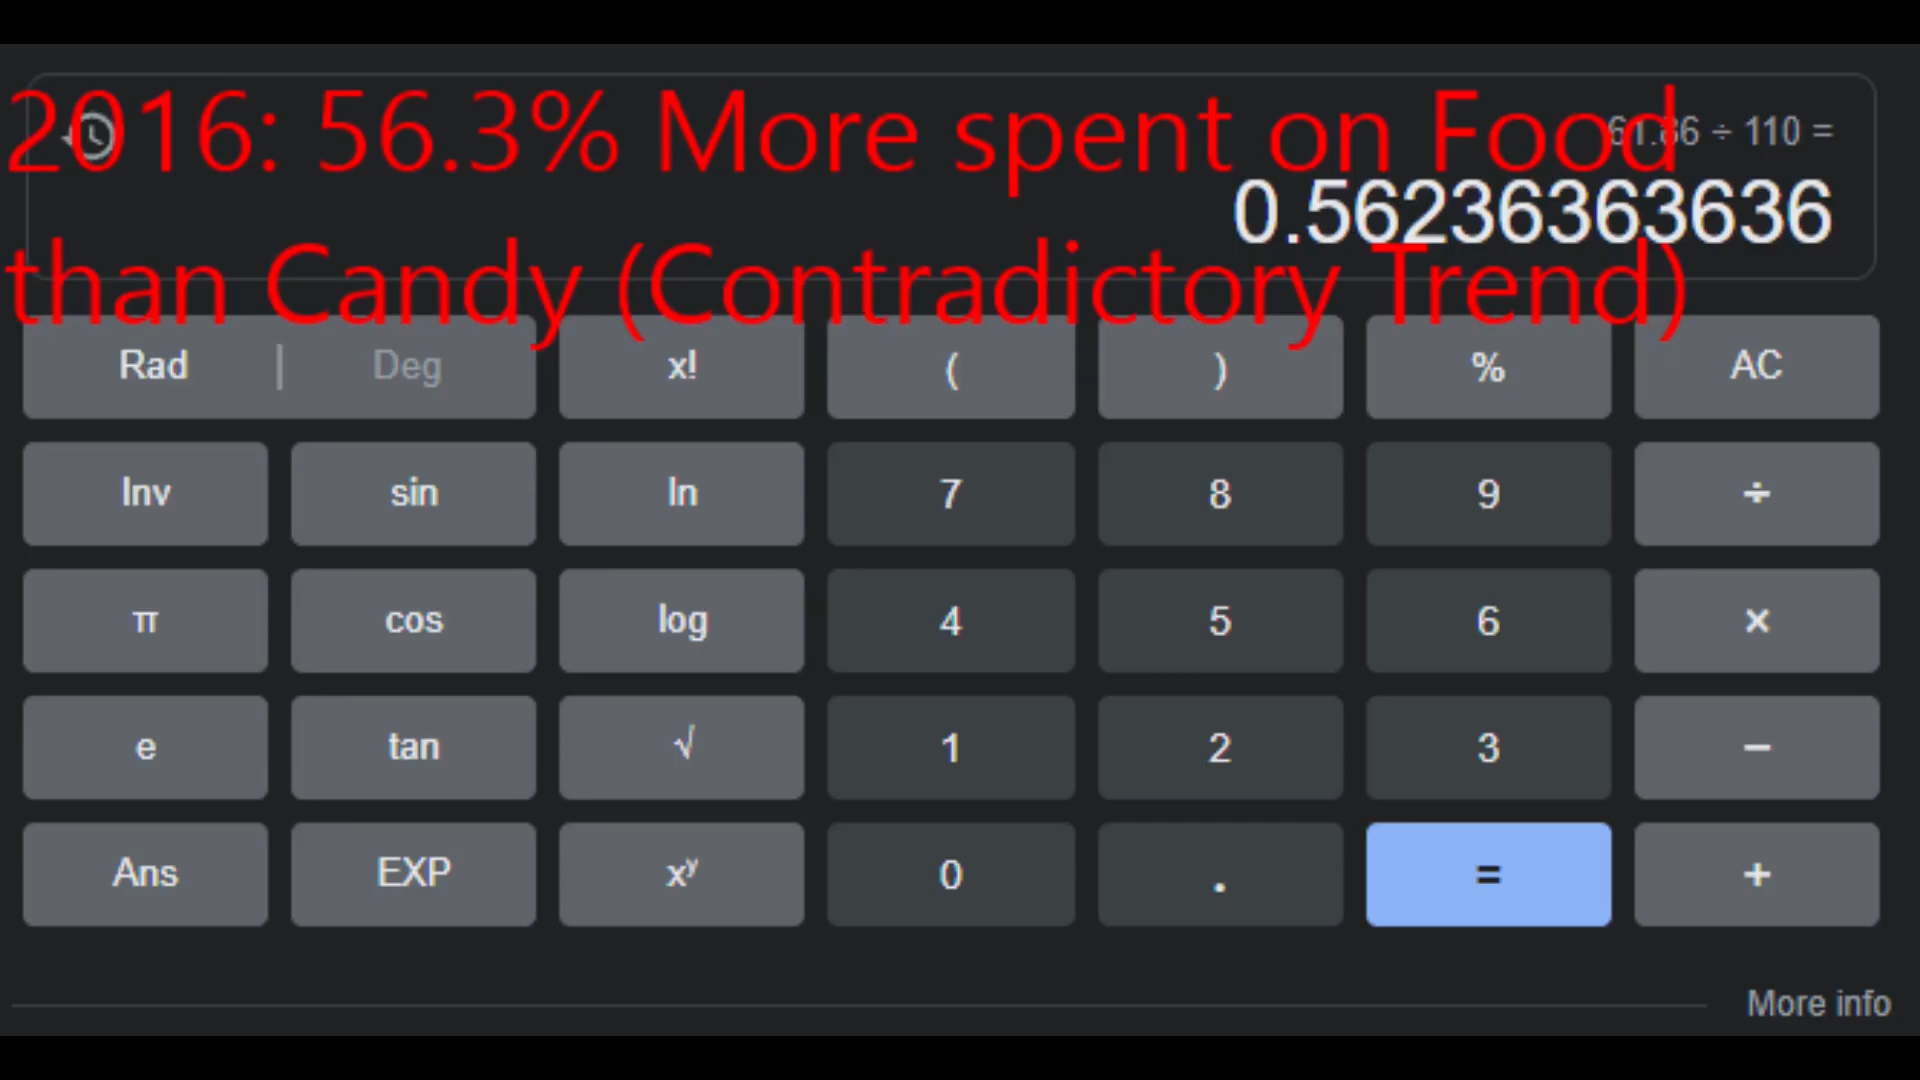 2016: 56.3% More spent on Food
61.86 ÷ 110 =
0.56236363636
than Candy (Contradictory Trend)
Rad | Deg x! ( ) % AC
Inv sin ln 7 8 9 ÷
π cos log 4 5 6 ×
e tan √ 1 2 3 −
Ans EXP xʸ 0 . = +
More info